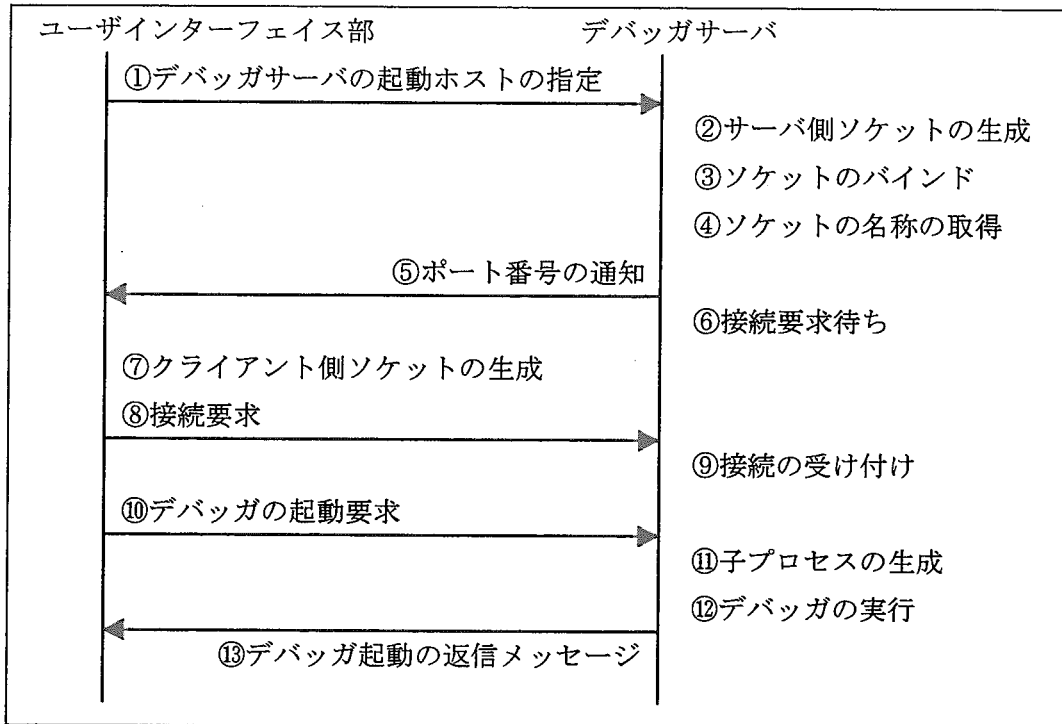 ユーザインターフェイス部
デバッガサーバ
①デバッガサーバの起動ホストの指定
②サーバ側ソケットの生成
③ソケットのバインド
④ソケットの名称の取得
⑤ポート番号の通知
⑥接続要求待ち
⑦クライアント側ソケットの生成
⑧接続要求
⑨接続の受け付け
⑩デバッガの起動要求
⑪子プロセスの生成
⑫デバッガの実行
⑬デバッガ起動の返信メッセージ